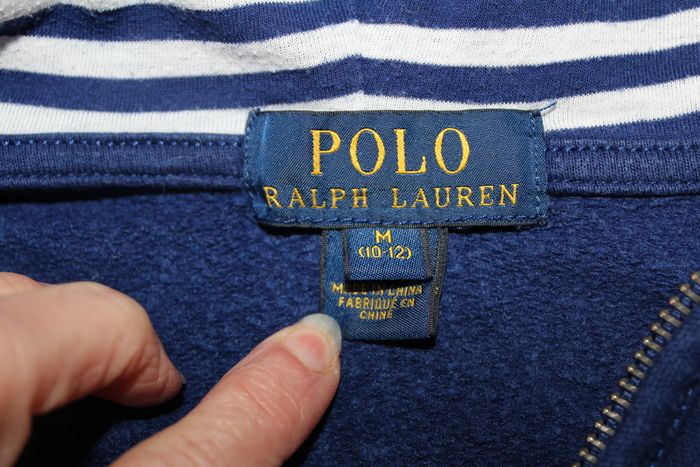 POLO
RALPH LAUREN
M
(10-12)
MADE IN CHINA
FABRIQUÉ EN
CHINE